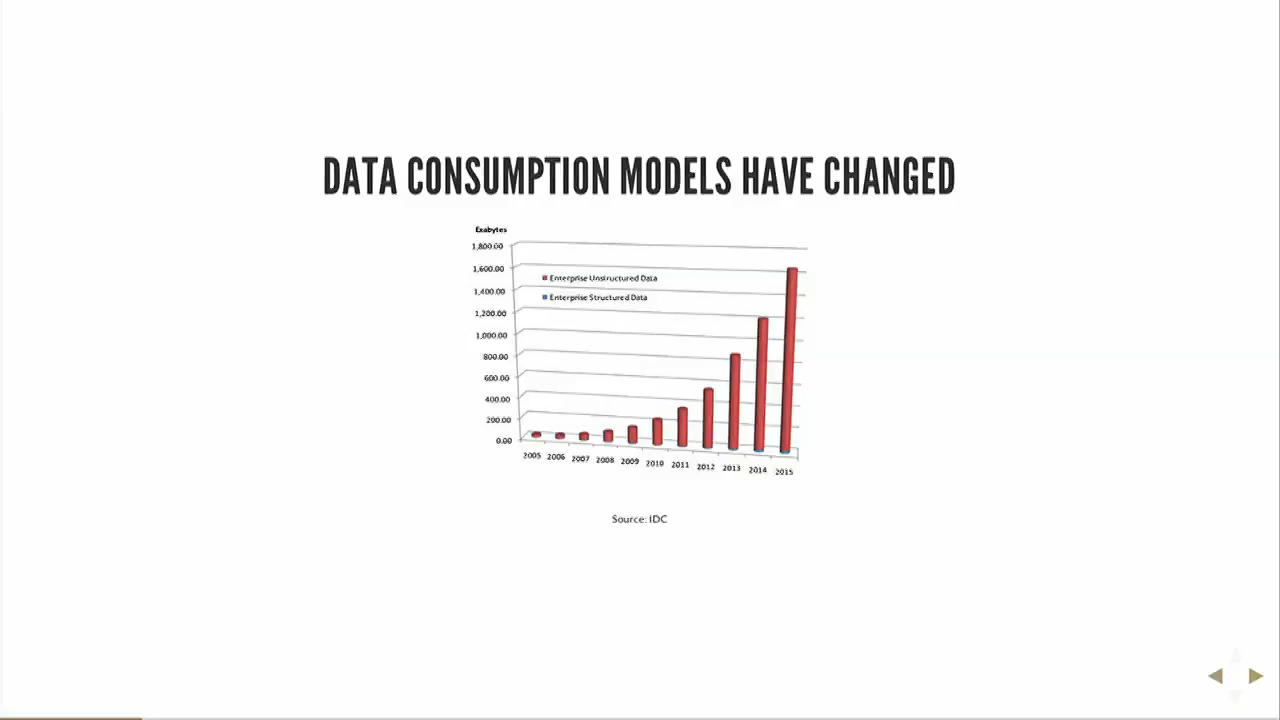 DATA CONSUMPTION MODELS HAVE CHANGED
Exabytes
1,800.00
1,600.00
Enterprise Unstructured Data
1,400.00
Enterprise Structured Data
1,200.00
1,000.00
800.00
600.00
400.00
200.00
0.00
2005 2006 2007 2008 2009 2010 2011 2012 2013 2014 2015
Source: IDC